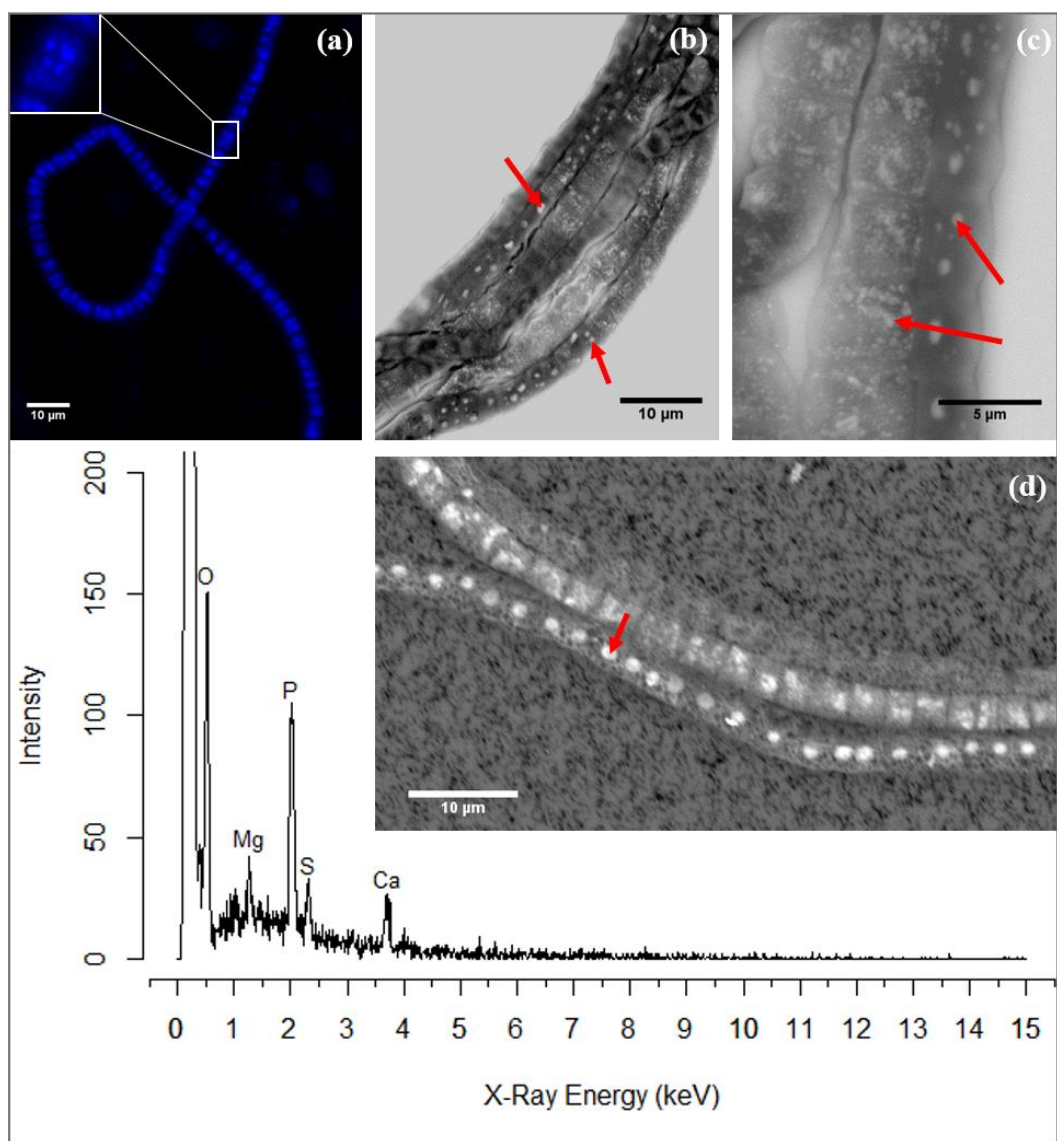 (a)
(b)
(c)
10 µm
10 µm
5 µm
(d)
10 µm
200
150
100
50
0
Intensity
O
Mg
P
S
Ca
0 1 2 3 4 5 6 7 8 9 10 11 12 13 14 15
X-Ray Energy (keV)